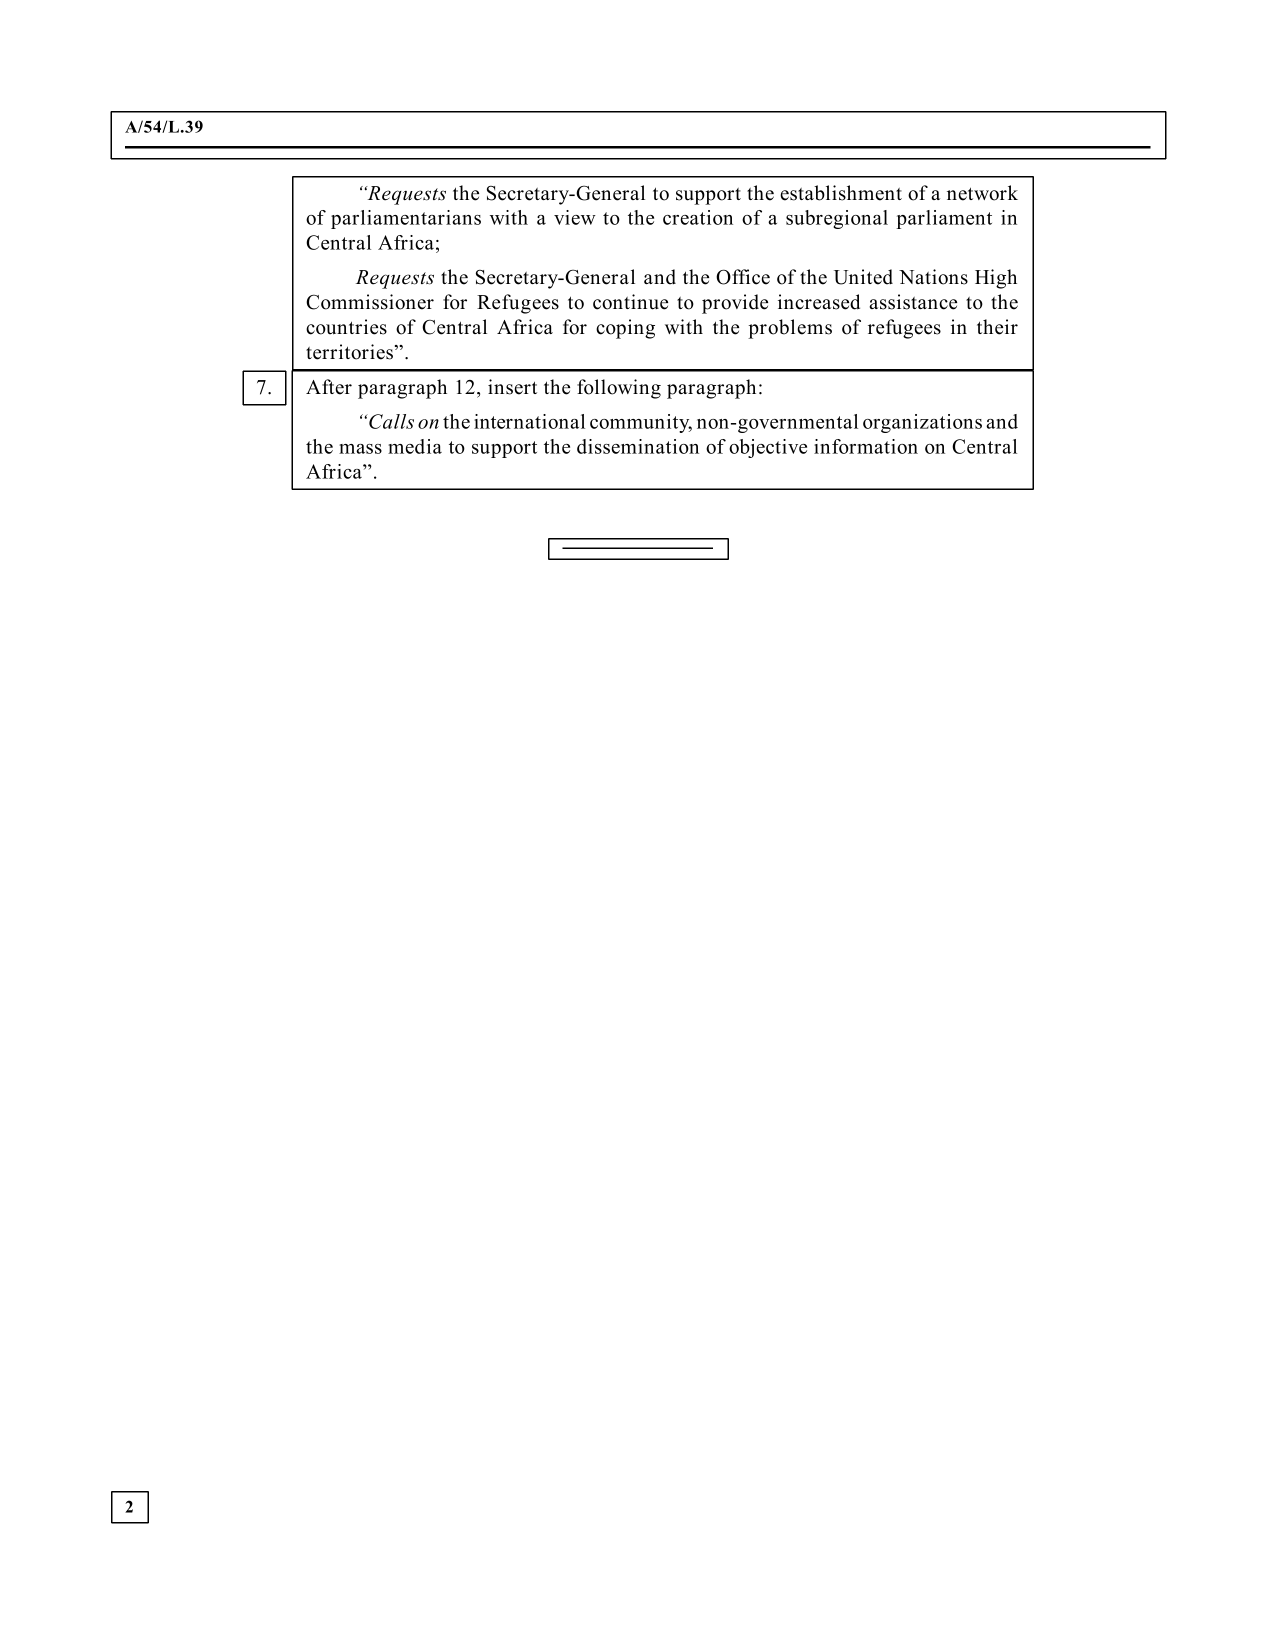 A/54/L.39
“Requests the Secretary-General to support the establishment of a network
of parliamentarians with a view to the creation of a subregional parliament in
Central Africa;
Requests the Secretary-General and the Office of the United Nations High
Commissioner for Refugees to continue to provide increased assistance to the
countries of Central Africa for coping with the problems of refugees in their
territories”.
7. After paragraph 12, insert the following paragraph:
“Calls on the international community, non-governmental organizations and
the mass media to support the dissemination of objective information on Central
Africa”.
2